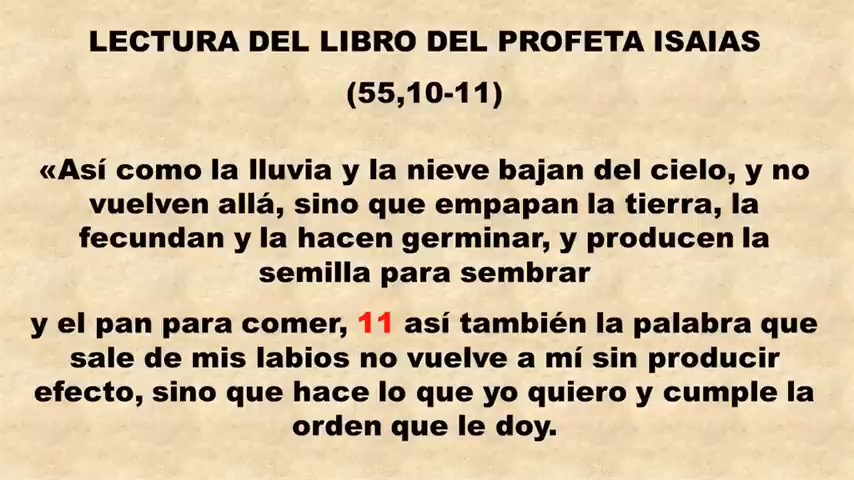 LECTURA DEL LIBRO DEL PROFETA ISAIAS
(55,10-11)
«Así como la lluvia y la nieve bajan del cielo, y no
vuelven allá, sino que empapan la tierra, la
fecundan y la hacen germinar, y producen la
semilla para sembrar
y el pan para comer, 11 así también la palabra que
sale de mis labios no vuelve a mí sin producir
efecto, sino que hace lo que yo quiero y cumple la
orden que le doy.